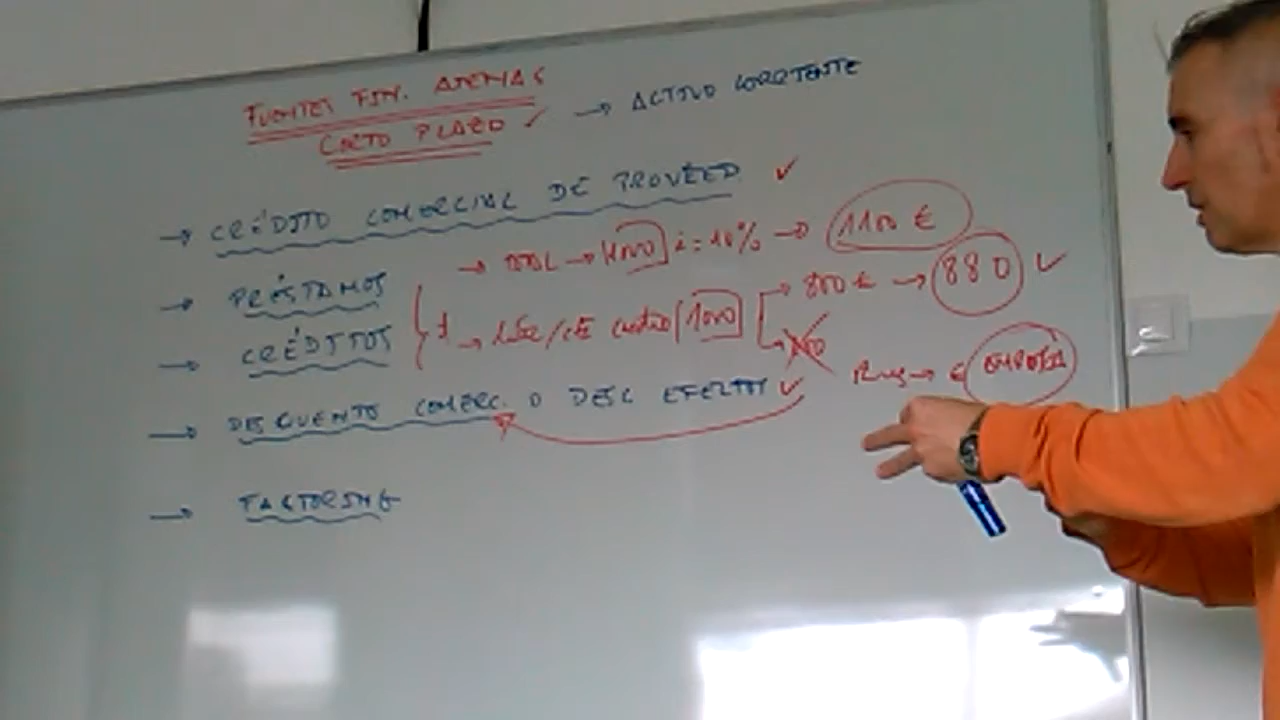 FUENTES FIN. AJENAS
CORTO PLAZO → ACTIVO CORRIENTE
→ CRÉDITO COMERCIAL DE PROVEED
→ 1000 i = 10% → 1100 €
→ PRÉSTAMOS
800 € → 880
→ CRÉDITOS
1000
→ DESCUENTO COMERC. O DESC EFECTOS
→ FACTORING